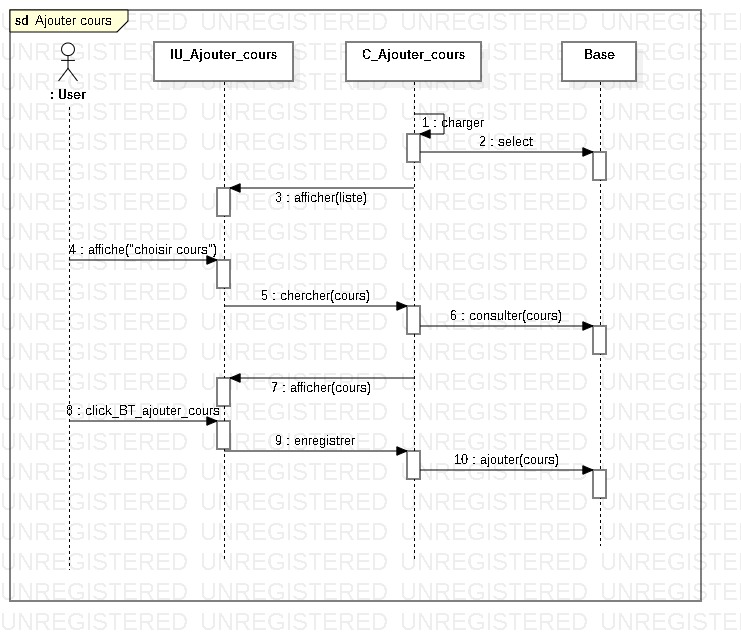 sd Ajouter cours
IU_Ajouter_cours
C_Ajouter_cours
Base
: User
1 : charger
2 : select
3 : afficher(liste)
4 : affiche("choisir cours")
5 : chercher(cours)
6 : consulter(cours)
7 : afficher(cours)
8 : click_BT_ajouter_cours
9 : enregistrer
10 : ajouter(cours)
UNREGISTERED